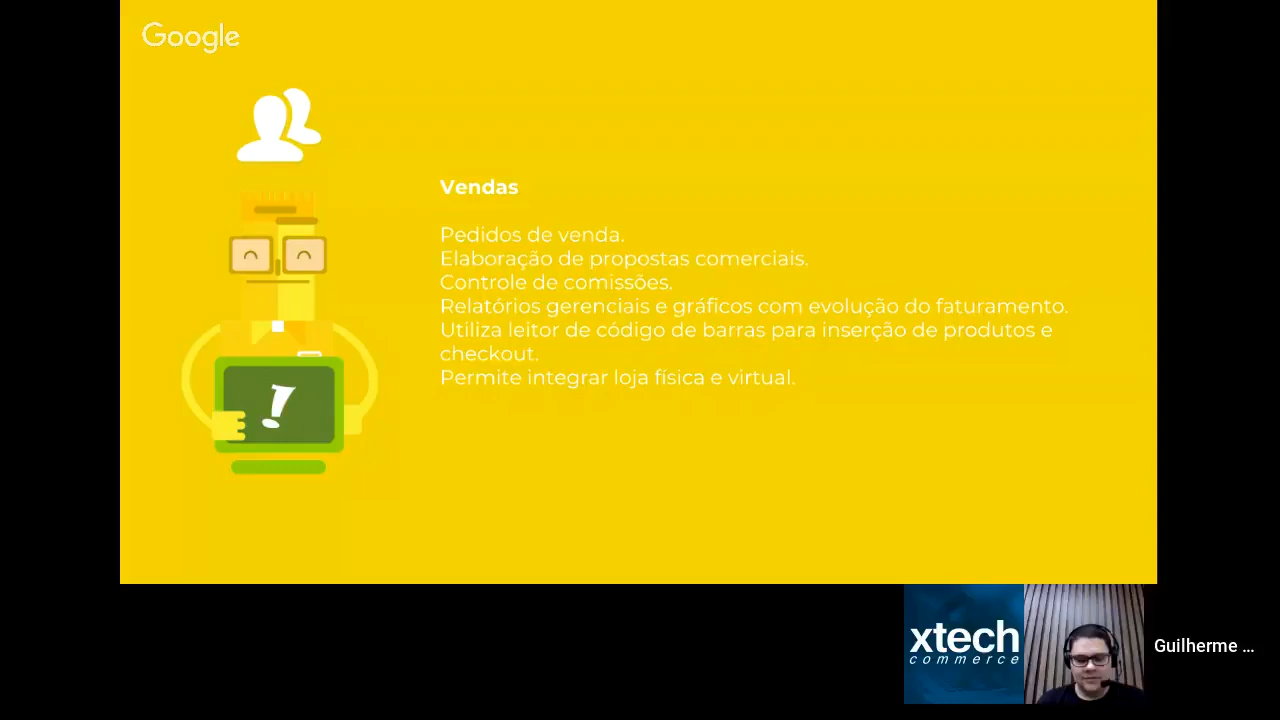 Google
Vendas
Pedidos de venda.
Elaboração de propostas comerciais.
Controle de comissões.
Relatórios gerenciais e gráficos com evolução do faturamento.
Utiliza leitor de código de barras para inserção de produtos e
checkout.
Permite integrar loja física e virtual.
!
xtech
commerce
Guilherme ...